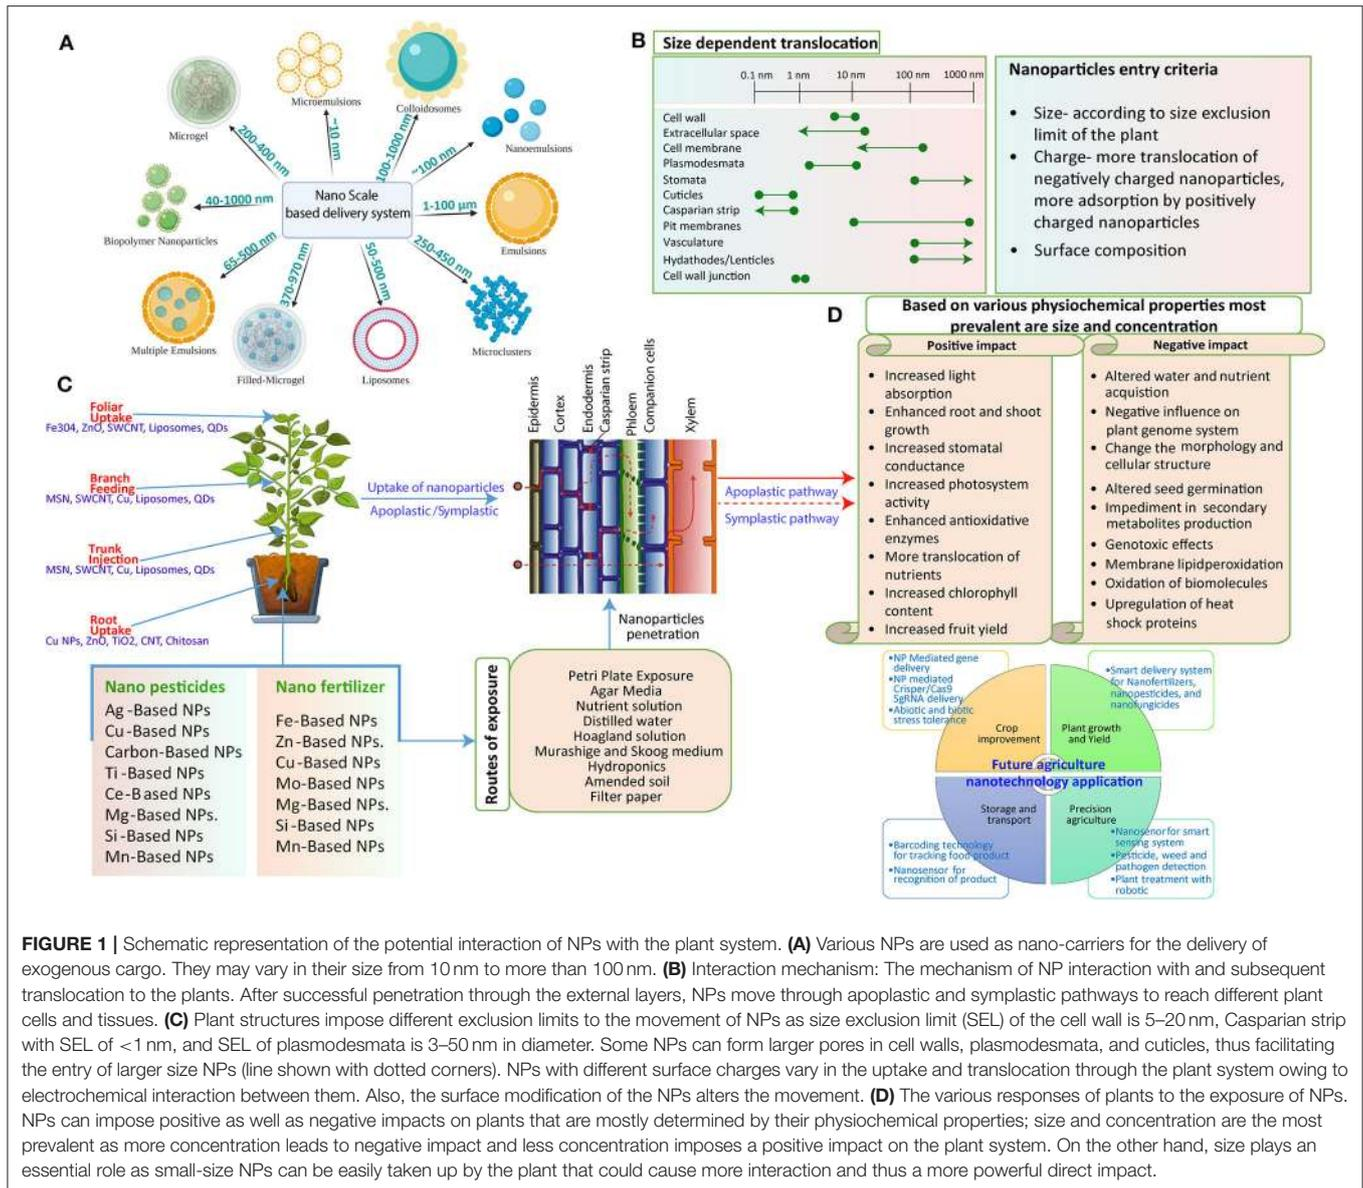 A
Microgel
Microemulsions
Colloidosomes
Nanoemulsions
Biopolymer Nanoparticles
Emulsions
Multiple Emulsions
Filled-Microgel
Liposomes
Microclusters
Nano Scale
based delivery system
200-400 nm
~10 nm
100-1000 nm
~100 nm
40-1000 nm
1-100 µm
65-500 nm
370-970 nm
50-500 nm
250-450 nm
B
Size dependent translocation
0.1 nm 1 nm 10 nm 100 nm 1000 nm
Cell wall
Extracellular space
Cell membrane
Plasmodesmata
Stomata
Cuticles
Casparian strip
Pit membranes
Vasculature
Hydathodes/Lenticles
Cell wall junction
Nanoparticles entry criteria
• Size- according to size exclusion
limit of the plant
• Charge- more translocation of
negatively charged nanoparticles,
more adsorption by positively
charged nanoparticles
• Surface composition
C
Foliar
Uptake
Fe304, ZnO, SWCNT, Liposomes, QDs
Branch
Feeding
MSN, SWCNT, Cu, Liposomes, QDs
Trunk
Injection
MSN, SWCNT, Cu, Liposomes, QDs
Root
Uptake
Cu NPs, ZnO, TiO2, CNT, Chitosan
Uptake of nanoparticles
Apoplastic/Symplastic
Epidermis
Cortex
Endodermis
Casparian strip
Phloem
Companion cells
Xylem
Apoplastic pathway
Symplastic pathway
Nanoparticles
penetration
Nano pesticides
Ag-Based NPs
Cu-Based NPs
Carbon-Based NPs
Ti-Based NPs
Ce-Based NPs
Mg-Based NPs.
Si-Based NPs
Mn-Based NPs
Nano fertilizer
Fe-Based NPs
Zn-Based NPs.
Cu-Based NPs
Mo-Based NPs
Mg-Based NPs.
Si-Based NPs
Mn-Based NPs
Routes of exposure
Petri Plate Exposure
Agar Media
Nutrient solution
Distilled water
Hoagland solution
Murashige and Skoog medium
Hydroponics
Amended soil
Filter paper
D
Based on various physiochemical properties most
prevalent are size and concentration
Positive impact
• Increased light
absorption
• Enhanced root and shoot
growth
• Increased stomatal
conductance
• Increased photosystem
activity
• Enhanced antioxidative
enzymes
• More translocation of
nutrients
• Increased chlorophyll
content
• Increased fruit yield
Negative impact
• Altered water and nutrient
acquistion
• Negative influence on
plant genome system
• Change the morphology and
cellular structure
• Altered seed germination
• Impediment in secondary
metabolites production
• Genotoxic effects
• Membrane lipidperoxidation
• Oxidation of biomolecules
• Upregulation of heat
shock proteins
•NP Mediated gene
delivery
•NP mediated
Crisper/Cas9
SgRNA delivery
•Abiotic and biotic
stress tolerance
•Smart delivery system
for Nanofertilizers,
nanopesticides, and
nanofungicides
Crop
improvement
Plant growth
and Yield
Future agriculture
nanotechnology application
Storage and
transport
Precision
agriculture
•Barcoding technology
for tracking food product
•Nanosensor for
recognition of product
•Nanosenor for smart
sensing system
•Pesticide, weed and
pathogen detection
•Plant treatment with
robotic
FIGURE 1 | Schematic representation of the potential interaction of NPs with the plant system. (A) Various NPs are used as nano-carriers for the delivery of
exogenous cargo. They may vary in their size from 10 nm to more than 100 nm. (B) Interaction mechanism: The mechanism of NP interaction with and subsequent
translocation to the plants. After successful penetration through the external layers, NPs move through apoplastic and symplastic pathways to reach different plant
cells and tissues. (C) Plant structures impose different exclusion limits to the movement of NPs as size exclusion limit (SEL) of the cell wall is 5–20 nm, Casparian strip
with SEL of <1 nm, and SEL of plasmodesmata is 3–50 nm in diameter. Some NPs can form larger pores in cell walls, plasmodesmata, and cuticles, thus facilitating
the entry of larger size NPs (line shown with dotted corners). NPs with different surface charges vary in the uptake and translocation through the plant system owing to
electrochemical interaction between them. Also, the surface modification of the NPs alters the movement. (D) The various responses of plants to the exposure of NPs.
NPs can impose positive as well as negative impacts on plants that are mostly determined by their physiochemical properties; size and concentration are the most
prevalent as more concentration leads to negative impact and less concentration imposes a positive impact on the plant system. On the other hand, size plays an
essential role as small-size NPs can be easily taken up by the plant that could cause more interaction and thus a more powerful direct impact.